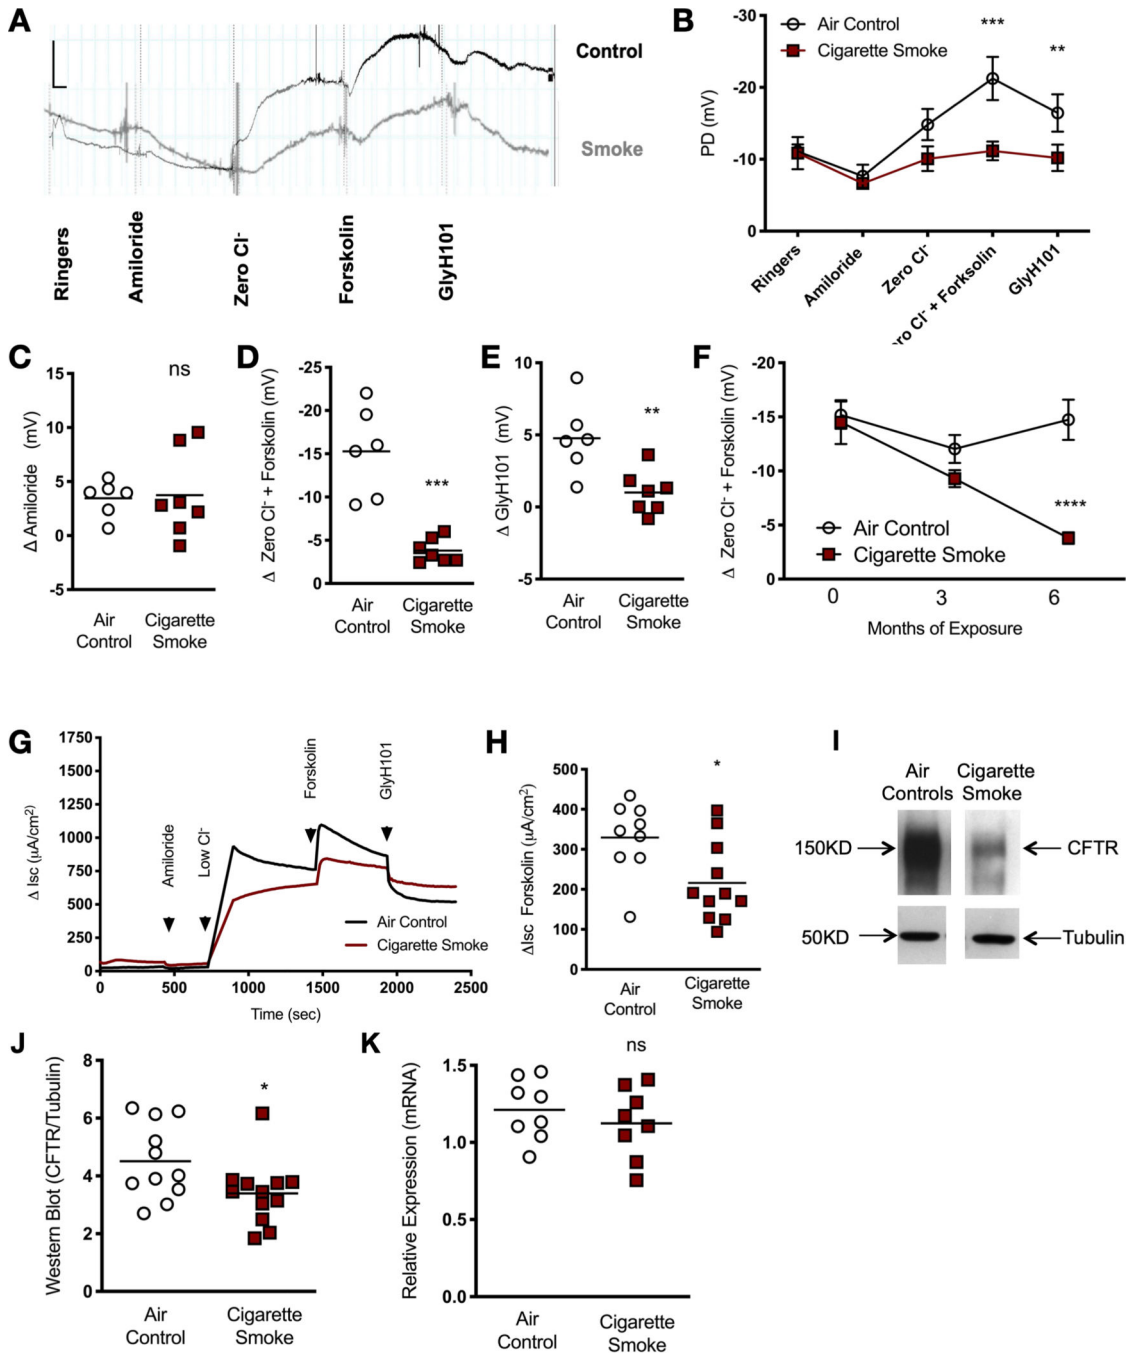 A
Control
Smoke
Ringers
Amiloride
Zero Cl-
Forskolin
GlyH101
B
Air Control
Cigarette Smoke
***
**
PD (mV)
-30
-20
-10
0
Ringers
Amiloride
Zero Cl-
ero Cl- + Forksolin
GlyH101
C
Δ Amiloride (mV)
15
10
5
0
-5
ns
Air
Control
Cigarette
Smoke
D
Δ Zero Cl- + Forskolin (mV)
-25
-20
-15
-10
-5
0
***
Air
Control
Cigarette
Smoke
E
Δ GlyH101 (mV)
10
5
0
-5
**
Air
Control
Cigarette
Smoke
F
Δ Zero Cl- + Forskolin (mV)
-20
-15
-10
-5
0
****
Air Control
Cigarette Smoke
0 3 6
Months of Exposure
G
Δ Isc (µA/cm²)
1750
1500
1250
1000
750
500
250
0
Amiloride
Low Cl-
Forskolin
GlyH101
Air Control
Cigarette Smoke
0 500 1000 1500 2000 2500
Time (sec)
H
ΔIsc Forskolin (µA/cm²)
500
400
300
200
100
0
*
Air
Control
Cigarette
Smoke
I
Air
Controls
Cigarette
Smoke
150KD
CFTR
50KD
Tubulin
J
Western Blot (CFTR/Tubulin)
8
6
4
2
0
*
Air
Control
Cigarette
Smoke
K
Relative Expression (mRNA)
1.5
1.0
0.5
0.0
ns
Air
Control
Cigarette
Smoke